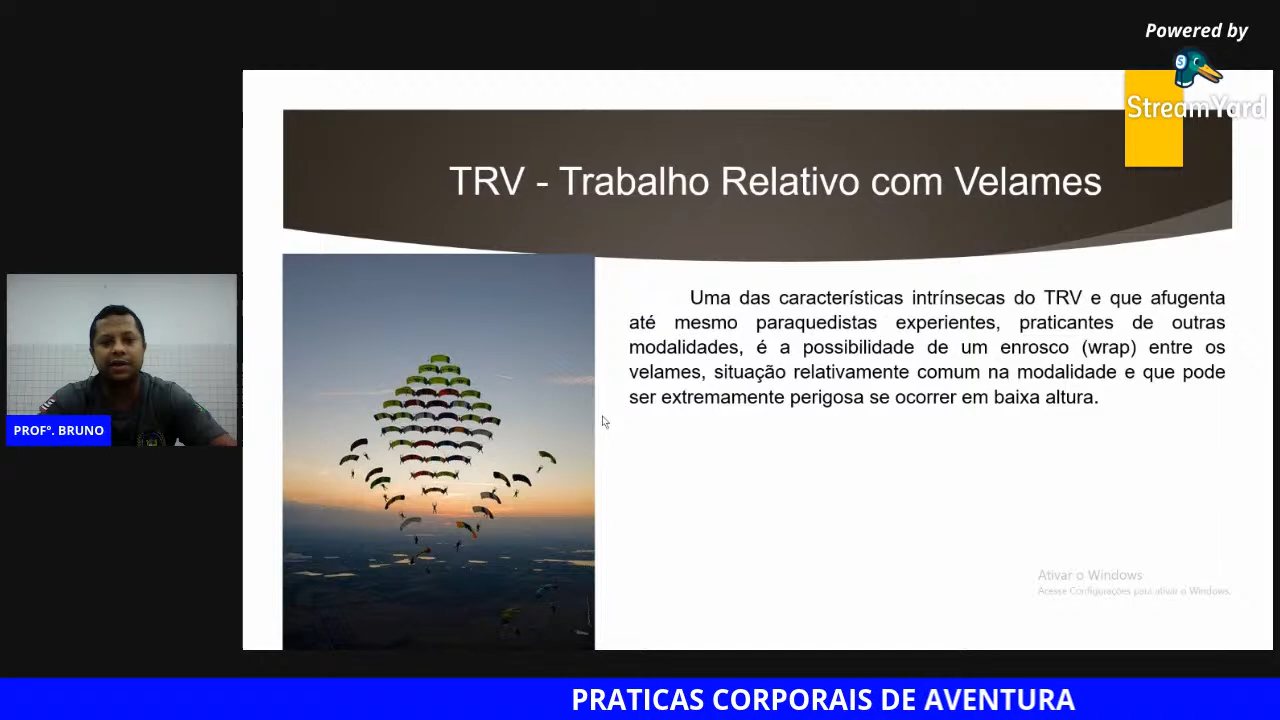 Powered by
StreamYard
TRV - Trabalho Relativo com Velames
Uma das características intrínsecas do TRV e que afugenta
até mesmo paraquedistas experientes, praticantes de outras
modalidades, é a possibilidade de um enrosco (wrap) entre os
velames, situação relativamente comum na modalidade e que pode
ser extremamente perigosa se ocorrer em baixa altura.
PROFº. BRUNO
Ativar o Windows
Acesse Configurações para ativar o Windows.
PRATICAS CORPORAIS DE AVENTURA